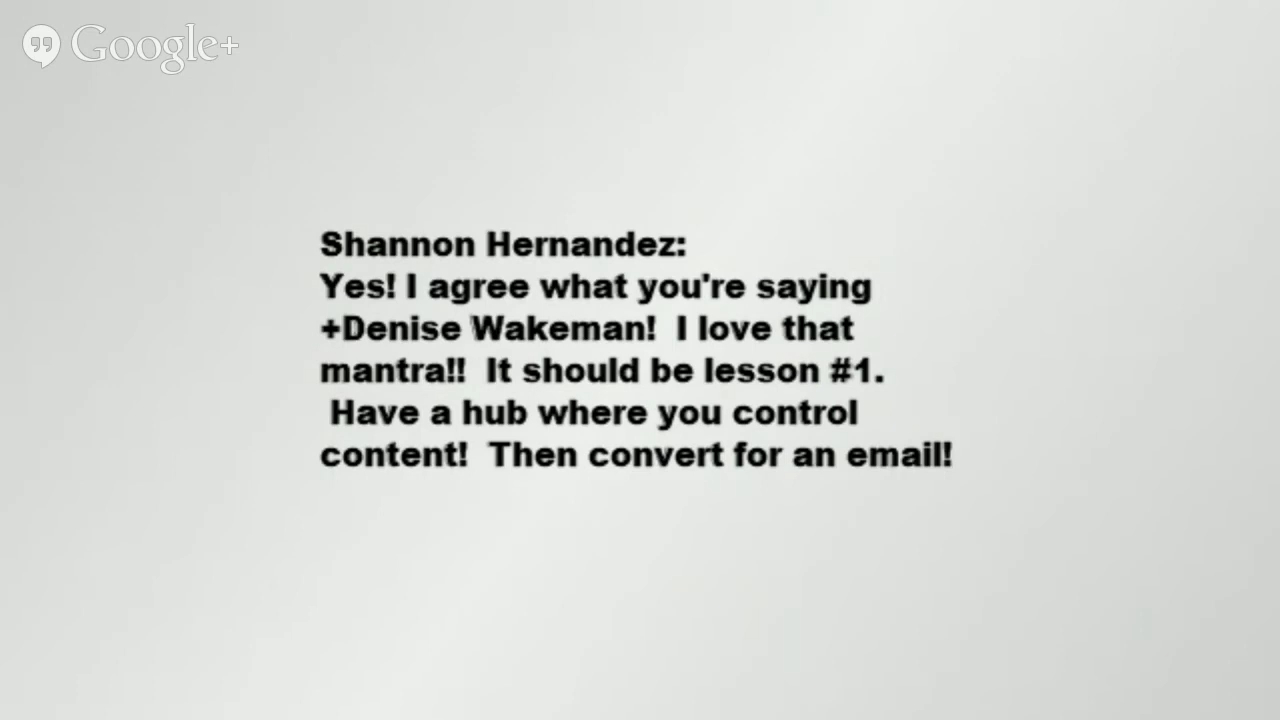 Google+
Shannon Hernandez:
Yes! I agree what you're saying
+Denise Wakeman!  I love that
mantra!!  It should be lesson #1.
Have a hub where you control
content!  Then convert for an email!